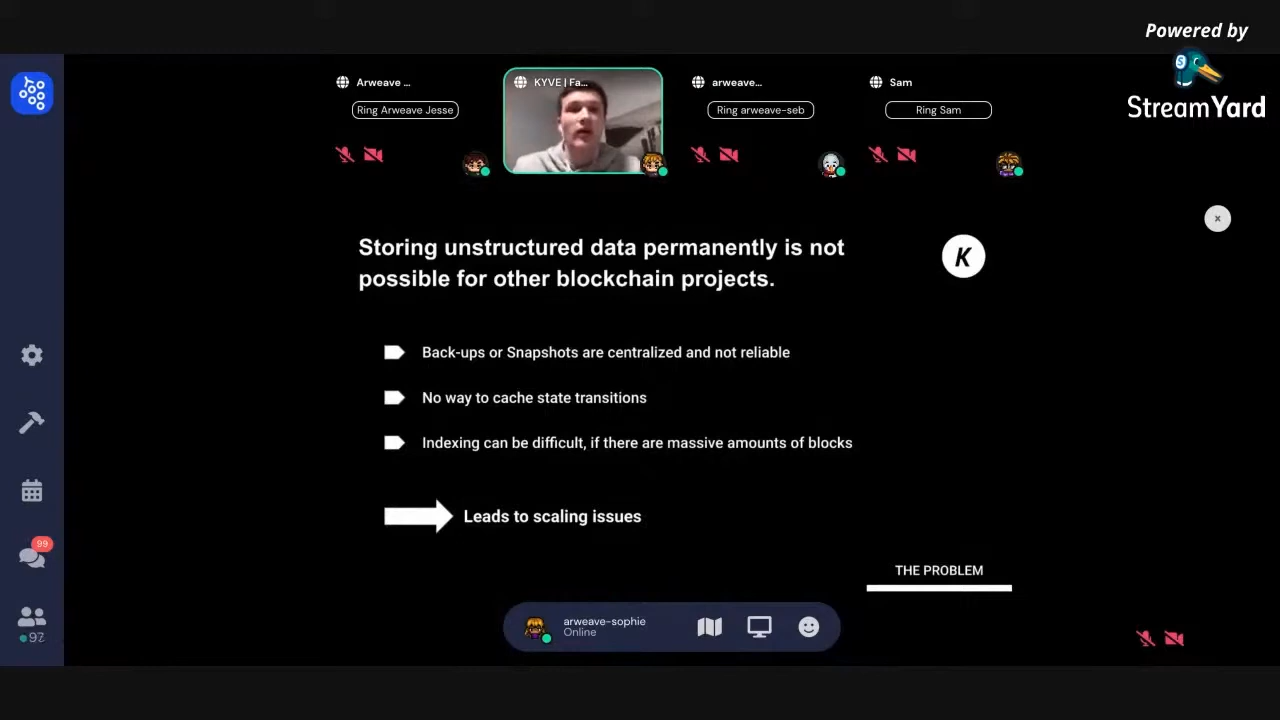 Powered by
StreamYard
Arweave ...
KYVE | Fa...
arweave...
Sam
Ring Arweave Jesse
Ring arweave-seb
Ring Sam
Storing unstructured data permanently is not
possible for other blockchain projects.
K
Back-ups or Snapshots are centralized and not reliable
No way to cache state transitions
Indexing can be difficult, if there are massive amounts of blocks
Leads to scaling issues
THE PROBLEM
99
97
arweave-sophie
Online